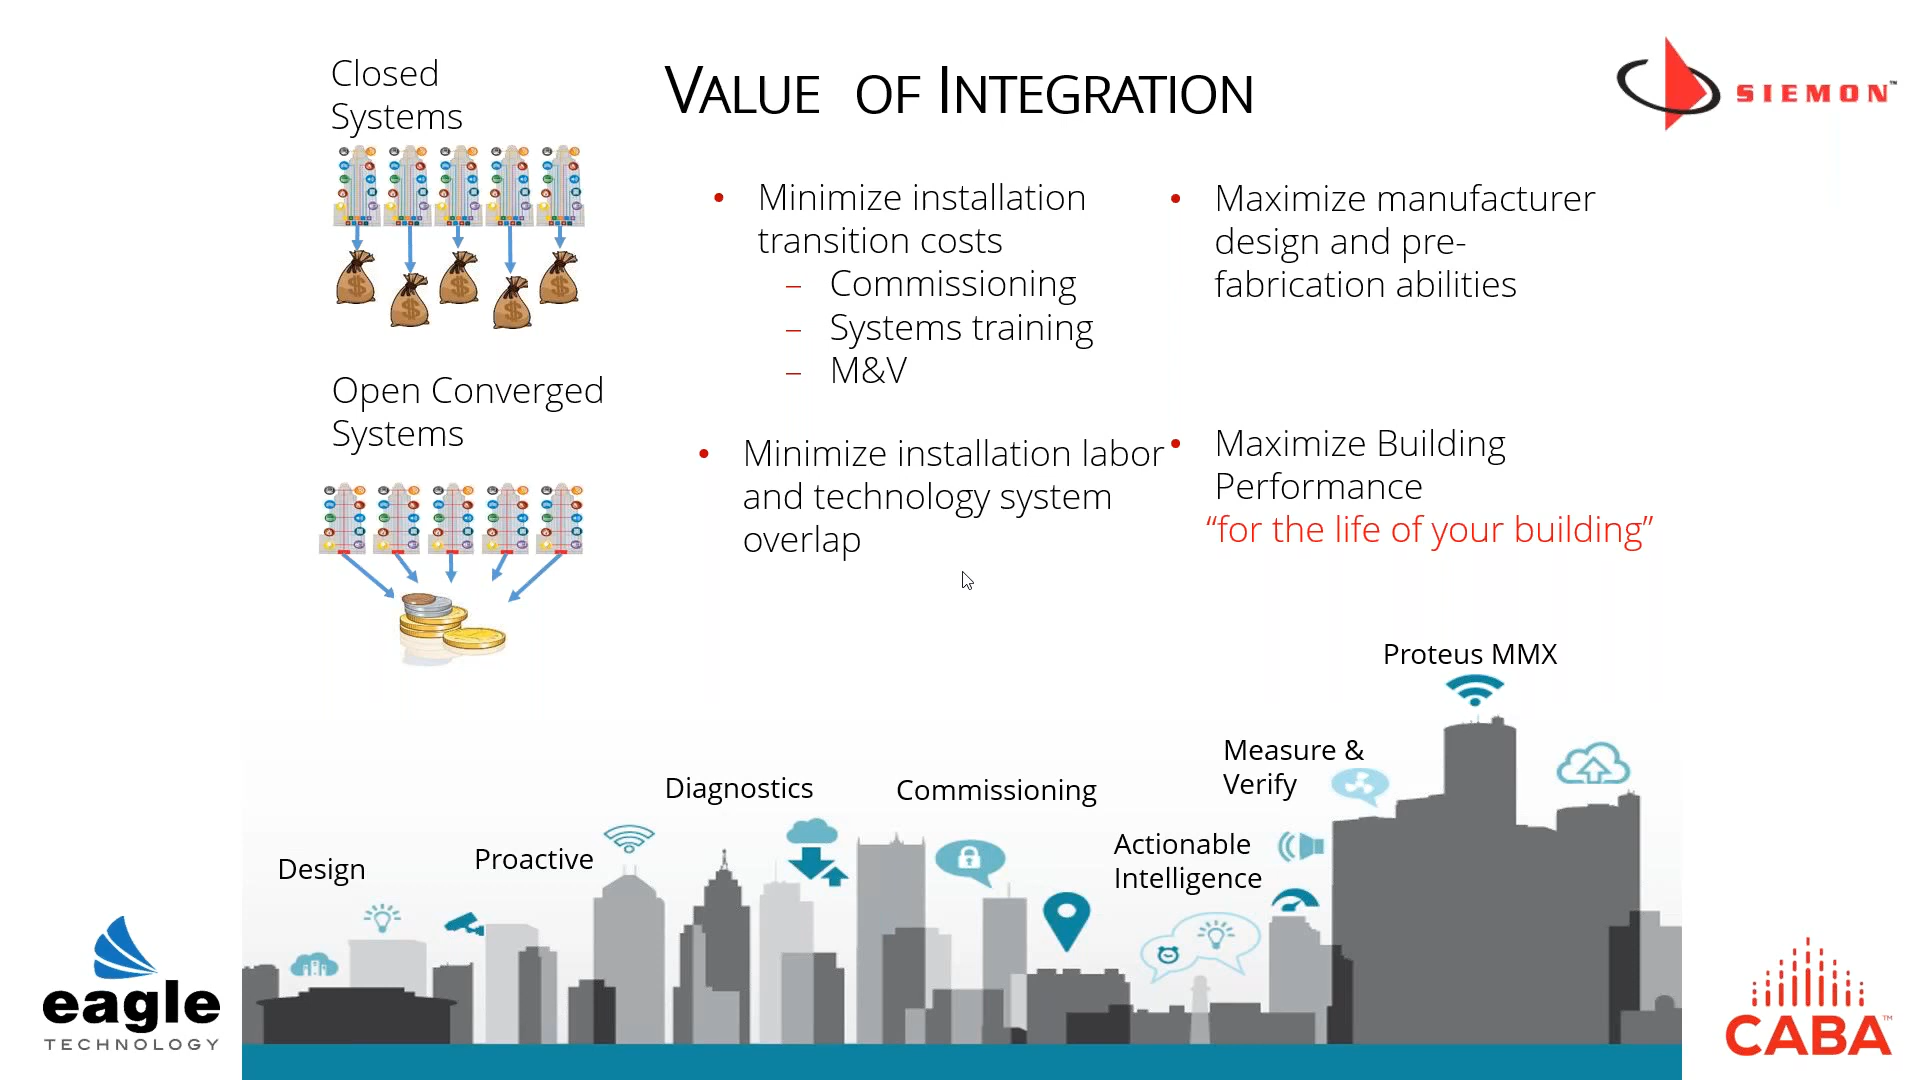 Closed
Systems
VALUE OF INTEGRATION
SIEMON™
• Minimize installation
transition costs
– Commissioning
– Systems training
– M&V
• Minimize installation labor
and technology system
overlap
• Maximize manufacturer
design and pre-
fabrication abilities
• Maximize Building
Performance
“for the life of your building”
Open Converged
Systems
Proteus MMX
Measure &
Verify
Diagnostics
Commissioning
Actionable
Intelligence
Proactive
Design
eagle
TECHNOLOGY
CABA™